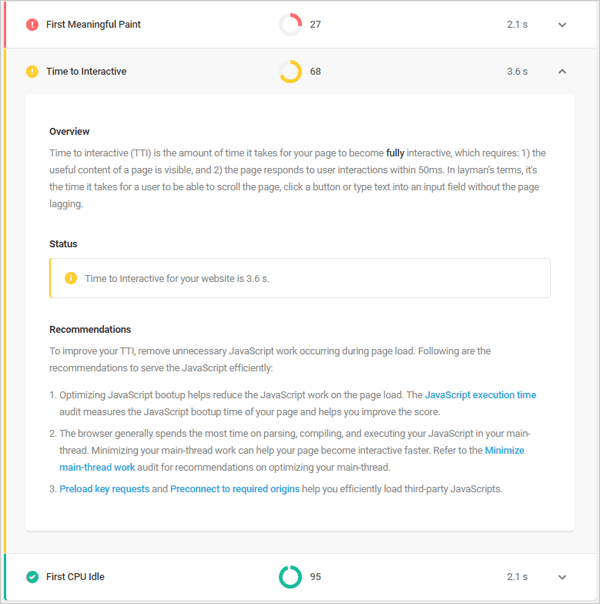 First Meaningful Paint 27 2.1 s
Time to Interactive 68 3.6 s
Overview
Time to interactive (TTI) is the amount of time it takes for your page to become fully interactive, which requires: 1) the
useful content of a page is visible, and 2) the page responds to user interactions within 50ms. In layman's terms, it's
the time it takes for a user to be able to scroll the page, click a button or type text into an input field without the page
lagging.
Status
Time to Interactive for your website is 3.6 s.
Recommendations
To improve your TTI, remove unnecessary JavaScript work occurring during page load. Following are the
recommendations to serve the JavaScript efficiently:
1. Optimizing JavaScript bootup helps reduce the JavaScript work on the page load. The JavaScript execution time
audit measures the JavaScript bootup time of your page and helps you improve the score.
2. The browser generally spends the most time on parsing, compiling, and executing your JavaScript in your main-
thread. Minimizing your main-thread work can help your page become interactive faster. Refer to the Minimize
main-thread work audit for recommendations on optimizing your main-thread.
3. Preload key requests and Preconnect to required origins help you efficiently load third-party JavaScripts.
First CPU Idle 95 2.1 s